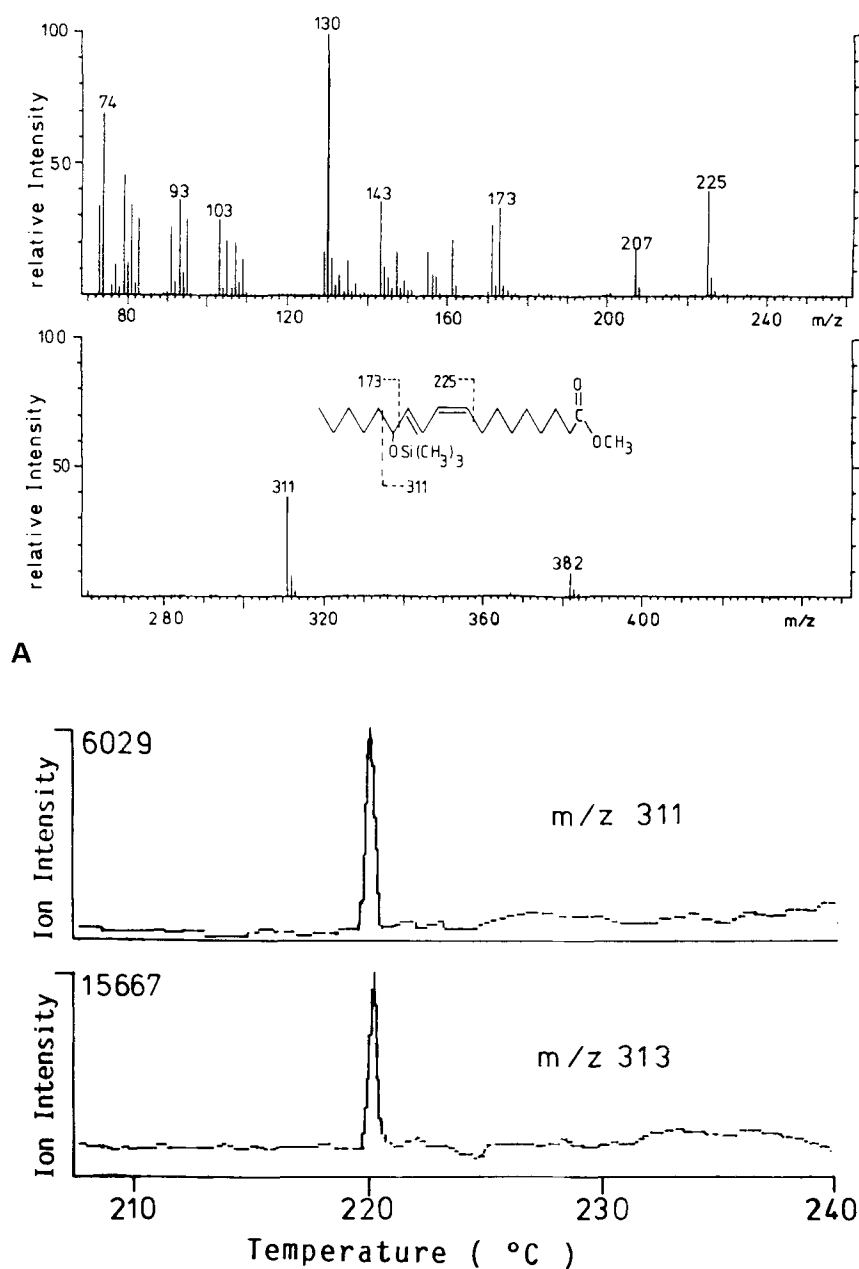 relative Intensity
100
50
74
93
103
130
143
173
207
225
80
120
160
200
240
m/z
relative Intensity
100
50
173
225
O
C
OCH3
OSi(CH3)3
311
311
382
280
320
360
400
m/z
A
Ion Intensity
6029
m/z 311
Ion Intensity
15667
m/z 313
210
220
230
240
Temperature ( °C )